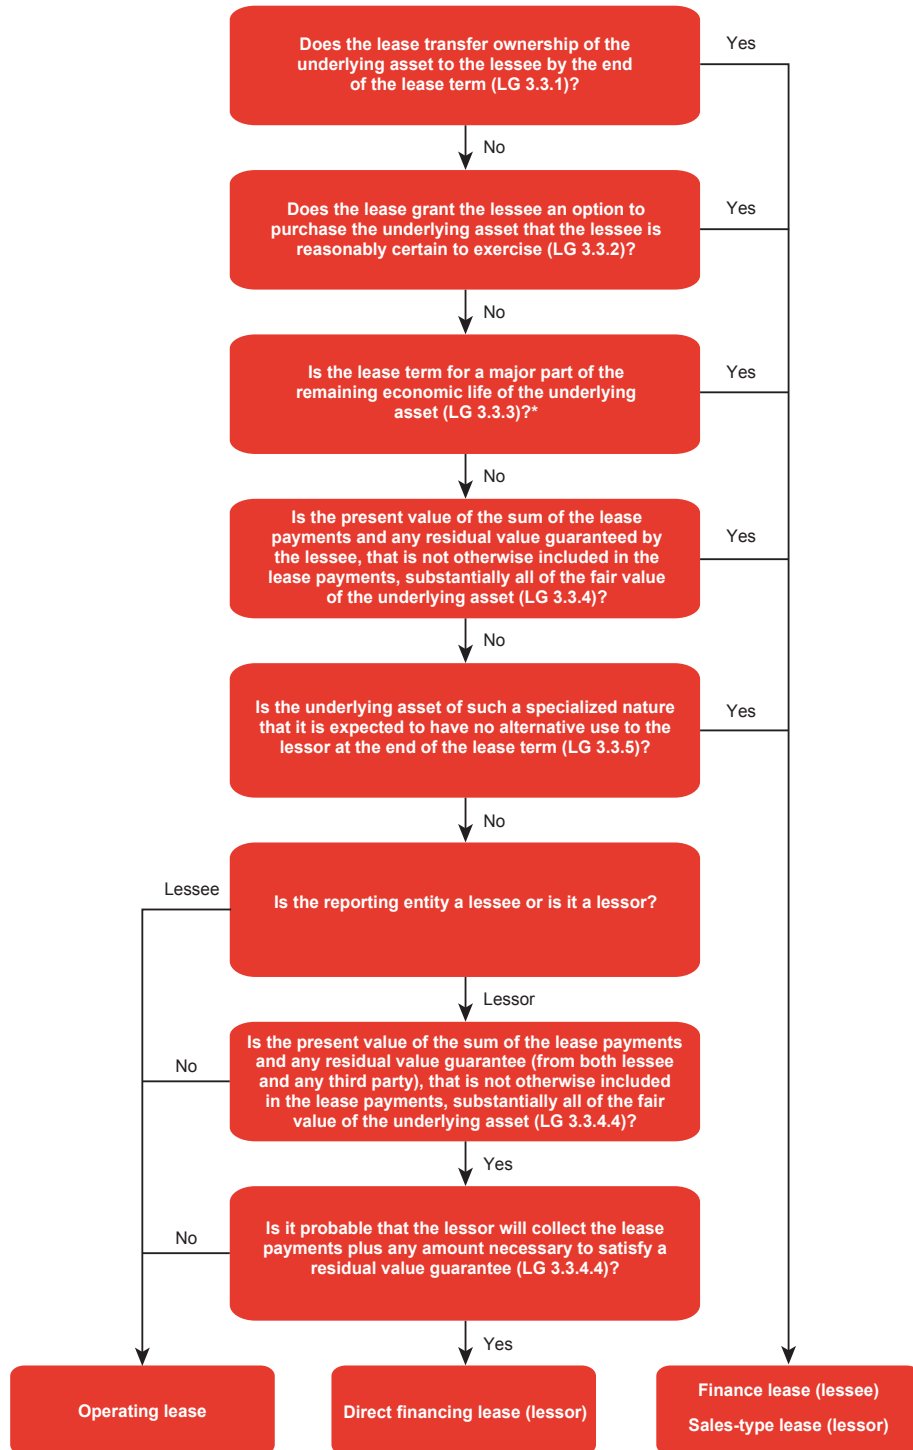 Does the lease transfer ownership of the
underlying asset to the lessee by the end
of the lease term (LG 3.3.1)?
Yes
No
Does the lease grant the lessee an option to
purchase the underlying asset that the lessee is
reasonably certain to exercise (LG 3.3.2)?
Yes
No
Is the lease term for a major part of the
remaining economic life of the underlying
asset (LG 3.3.3)?*
Yes
No
Is the present value of the sum of the lease
payments and any residual value guaranteed by
the lessee, that is not otherwise included in the
lease payments, substantially all of the fair value
of the underlying asset (LG 3.3.4)?
Yes
No
Is the underlying asset of such a specialized nature
that it is expected to have no alternative use to the
lessor at the end of the lease term (LG 3.3.5)?
Yes
No
Lessee
Is the reporting entity a lessee or is it a lessor?
Lessor
Is the present value of the sum of the lease payments
and any residual value guarantee (from both lessee
and any third party), that is not otherwise included
in the lease payments, substantially all of the fair
value of the underlying asset (LG 3.3.4.4)?
No
Yes
Is it probable that the lessor will collect the lease
payments plus any amount necessary to satisfy a
residual value guarantee (LG 3.3.4.4)?
No
Yes
Operating lease
Direct financing lease (lessor)
Finance lease (lessee)
Sales-type lease (lessor)